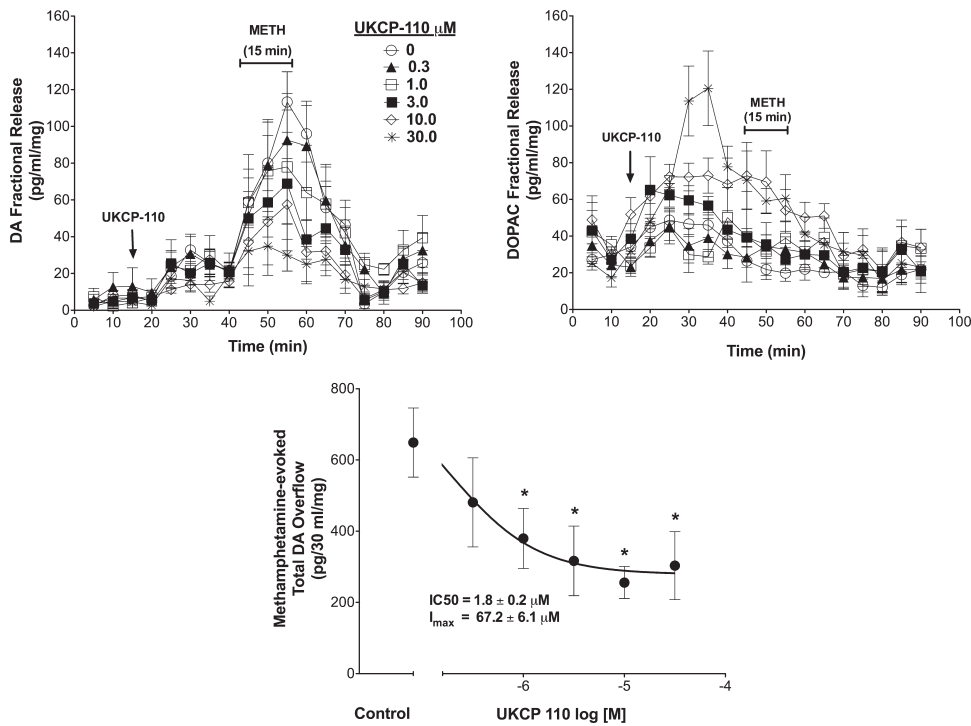 DA Fractional Release
(pg/ml/mg)
160
140
120
100
80
60
40
20
0
METH
(15 min)
UKCP-110
UKCP-110 μM
0
0.3
1.0
3.0
10.0
30.0
0 10 20 30 40 50 60 70 80 90 100
Time (min)
DOPAC Fractional Release
(pg/ml/mg)
160
140
120
100
80
60
40
20
0
METH
(15 min)
UKCP-110
0 10 20 30 40 50 60 70 80 90 100
Time (min)
Methamphetamine-evoked
Total DA Overflow
(pg/30 ml/mg)
800
600
400
200
0
* * * *
IC50 = 1.8 ± 0.2 μM
Imax = 67.2 ± 6.1 μM
-6 -5 -4
Control
UKCP 110 log [M]